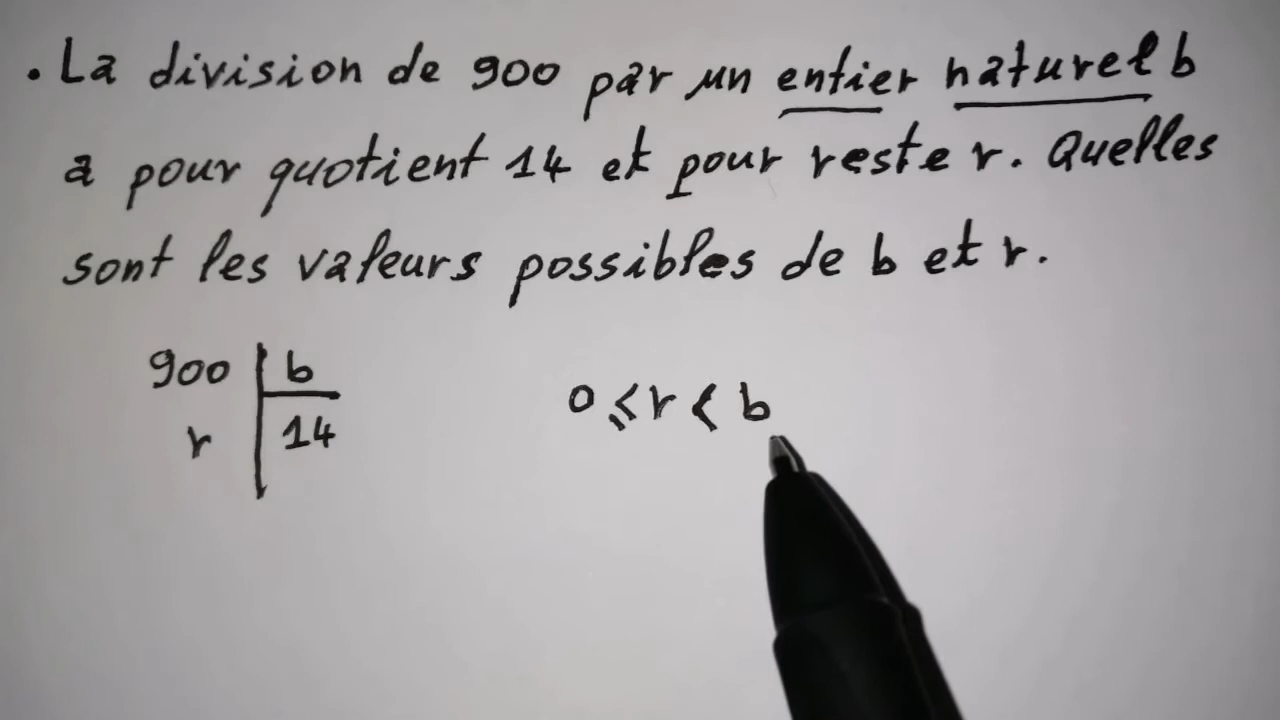 . La division de 900 par un entier naturel b
a pour quotient 14 et pour reste r. Quelles
sont les valeurs possibles de b et r.
900 | b
r | 14
0 ⩽ r < b